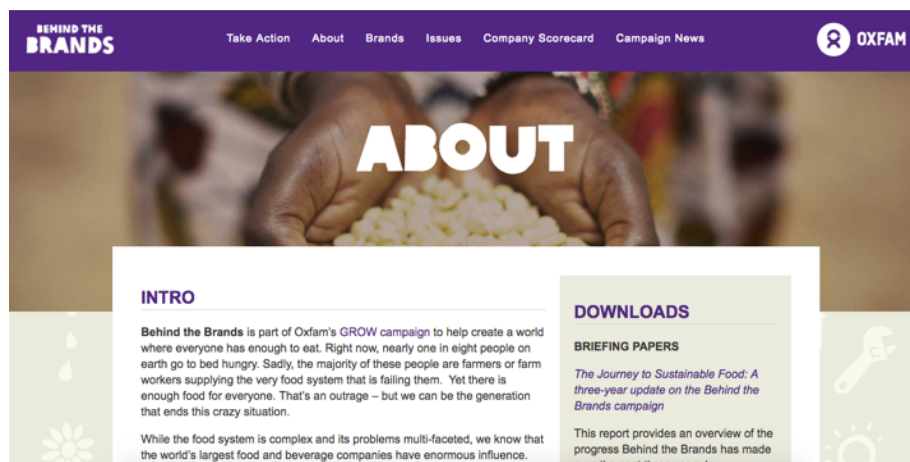 BEHIND THE
BRANDS
Take Action
About
Brands
Issues
Company Scorecard
Campaign News
OXFAM
ABOUT
INTRO
Behind the Brands is part of Oxfam's GROW campaign to help create a world
where everyone has enough to eat. Right now, nearly one in eight people on
earth go to bed hungry. Sadly, the majority of these people are farmers or farm
workers supplying the very food system that is failing them.  Yet there is
enough food for everyone. That's an outrage – but we can be the generation
that ends this crazy situation.
While the food system is complex and its problems multi-faceted, we know that
the world's largest food and beverage companies have enormous influence.
DOWNLOADS
BRIEFING PAPERS
The Journey to Sustainable Food: A
three-year update on the Behind the
Brands campaign
This report provides an overview of the
progress Behind the Brands has made